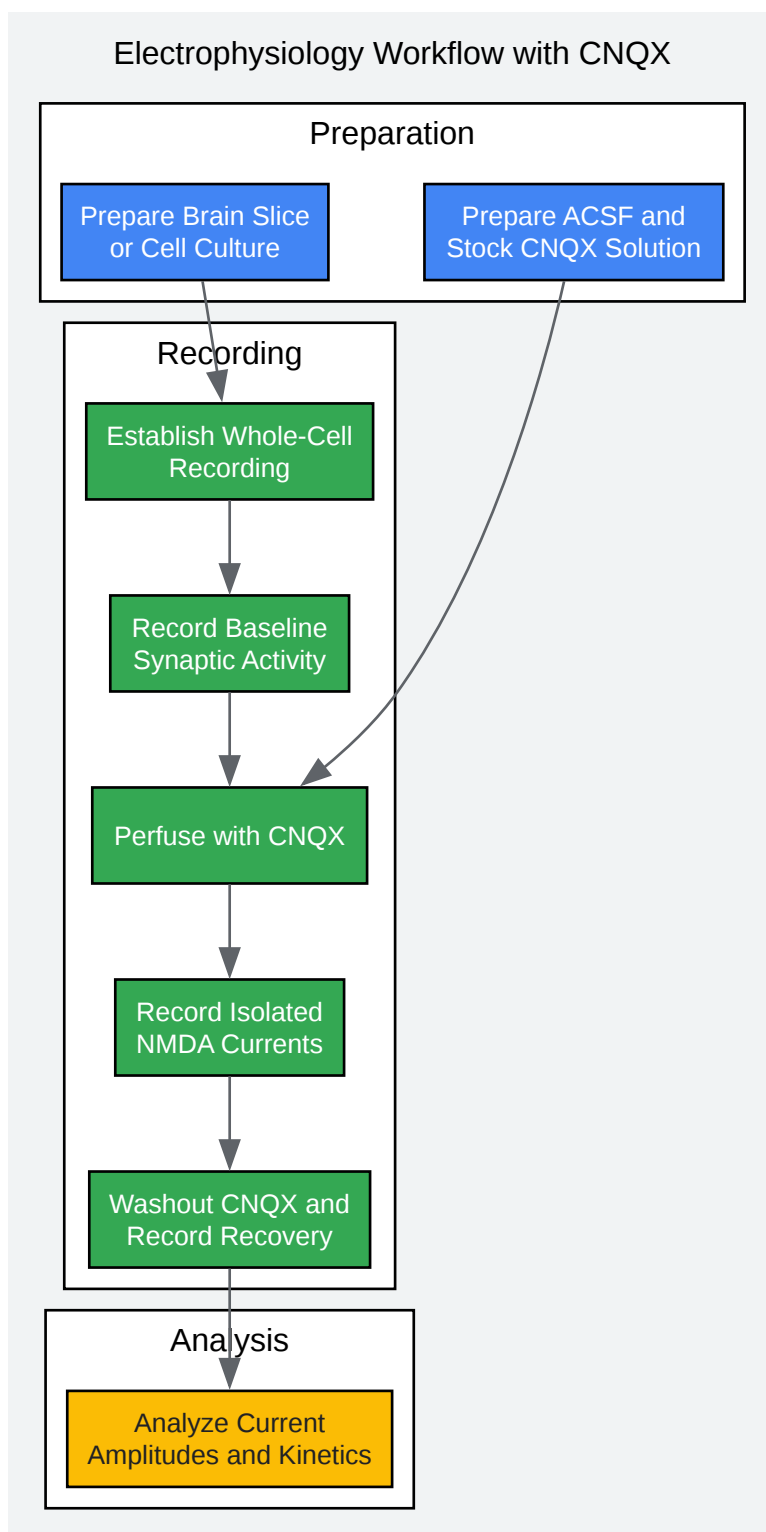 Electrophysiology Workflow with CNQX
Preparation
Prepare Brain Slice
or Cell Culture
Prepare ACSF and
Stock CNQX Solution
Recording
Establish Whole-Cell
Recording
Record Baseline
Synaptic Activity
Perfuse with CNQX
Record Isolated
NMDA Currents
Washout CNQX and
Record Recovery
Analysis
Analyze Current
Amplitudes and Kinetics